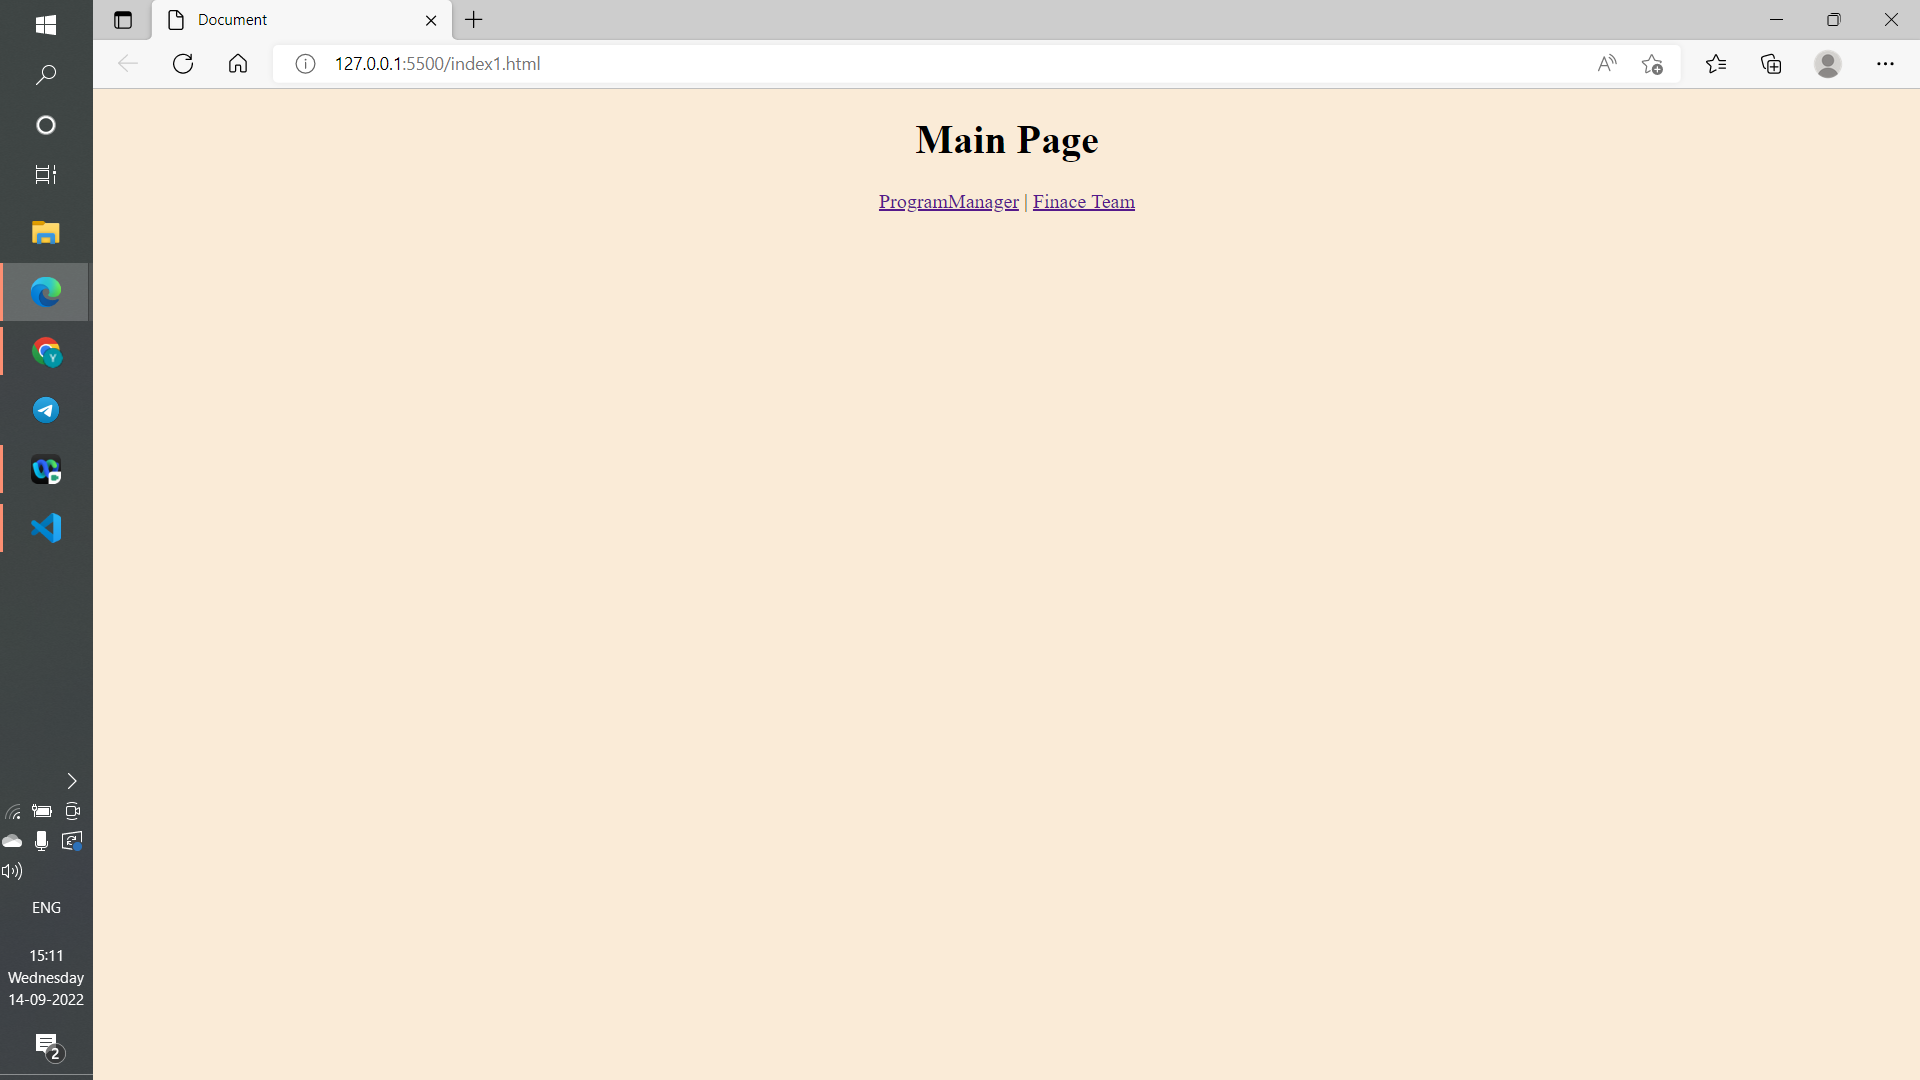 Document
127.0.0.1:5500/index1.html
Main Page
ProgramManager | Finace Team
Y
ENG
15:11
Wednesday
14-09-2022
2